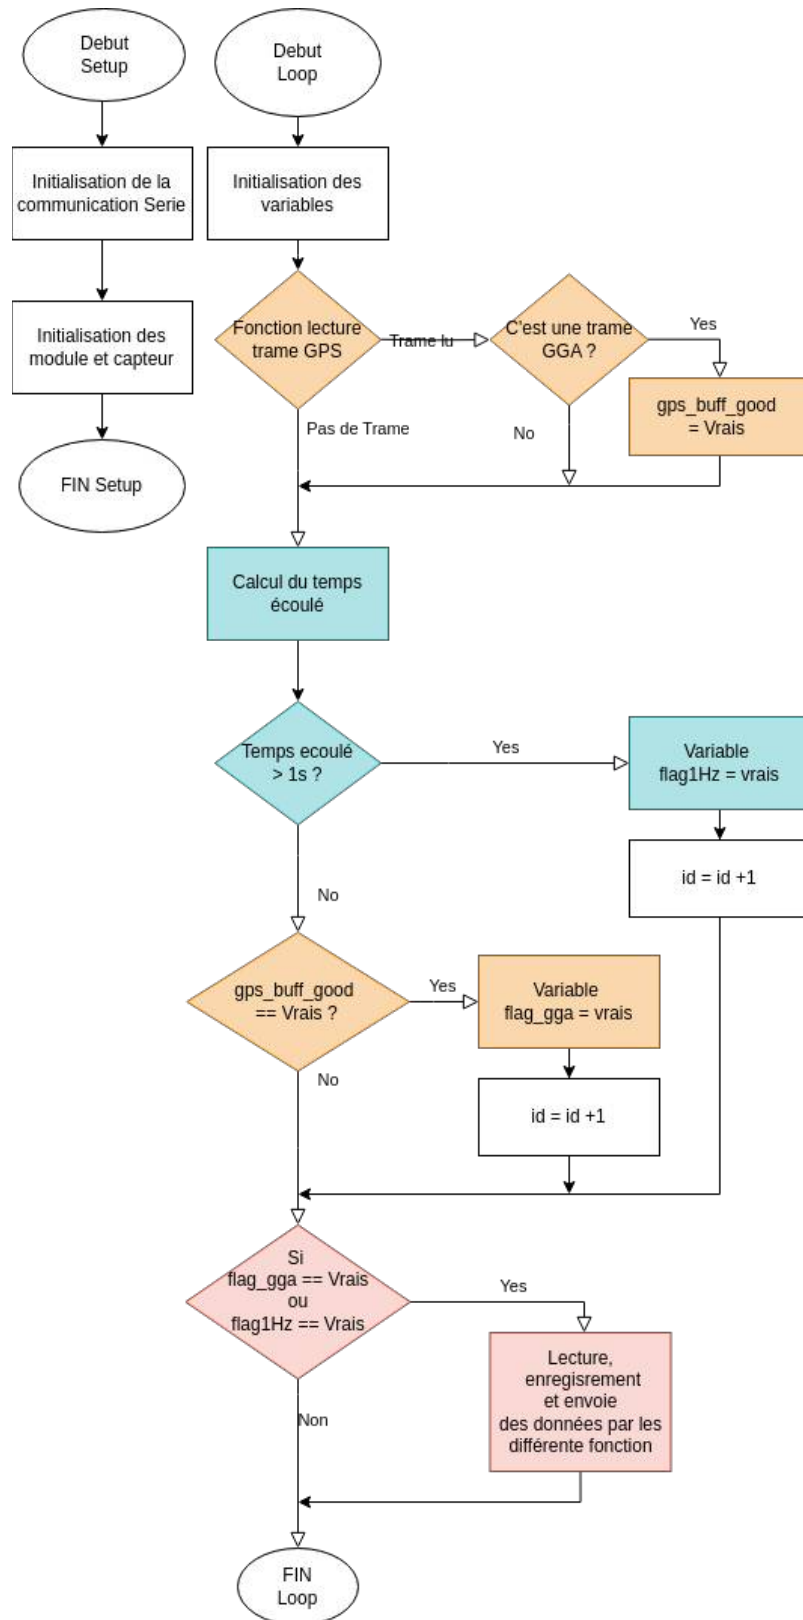 Debut
Setup
Initialisation de la
communication Serie
Initialisation des
module et capteur
FIN Setup
Debut
Loop
Initialisation des
variables
Fonction lecture
trame GPS
Trame lu
C'est une trame
GGA ?
Yes
gps_buff_good
= Vrais
No
Pas de Trame
Calcul du temps
écoulé
Temps ecoulé
> 1s ?
Yes
Variable
flag1Hz = vrais
id = id +1
No
gps_buff_good
== Vrais ?
Yes
Variable
flag_gga = vrais
id = id +1
No
Si
flag_gga == Vrais
ou
flag1Hz == Vrais
Yes
Lecture,
enregisrement
et envoie
des données par les
différente fonction
Non
FIN
Loop